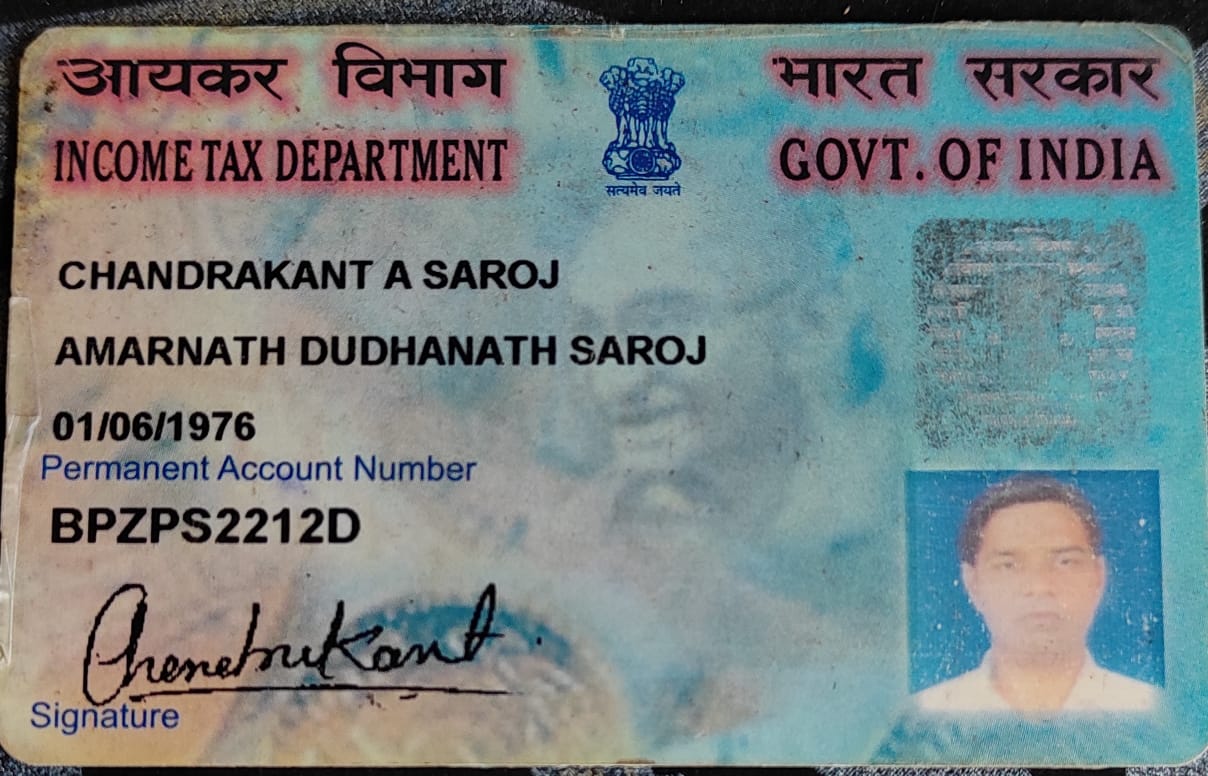 आयकर विभाग
INCOME TAX DEPARTMENT
सत्यमेव जयते
भारत सरकार
GOVT. OF INDIA
CHANDRAKANT A SAROJ
AMARNATH DUDHANATH SAROJ
01/06/1976
Permanent Account Number
BPZPS2212D
Chandrakant.
Signature